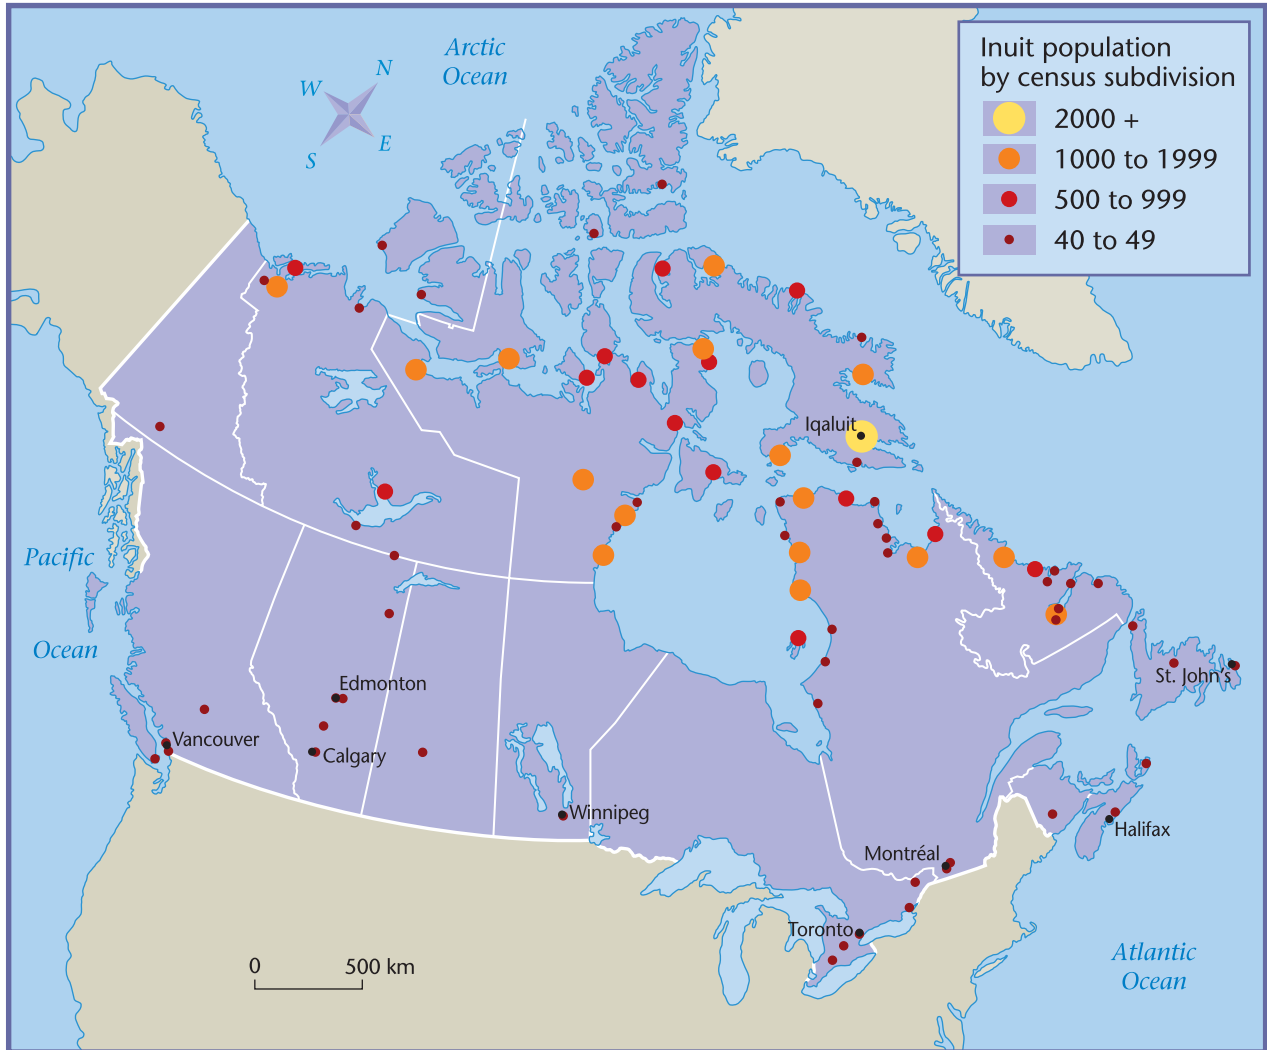 Arctic
Ocean
N
W
E
S
Inuit population
by census subdivision
2000 +
1000 to 1999
500 to 999
40 to 49
Iqaluit
Pacific
Ocean
Edmonton
St. John's
Vancouver
Calgary
Winnipeg
Halifax
Montréal
Toronto
0 500 km
Atlantic
Ocean